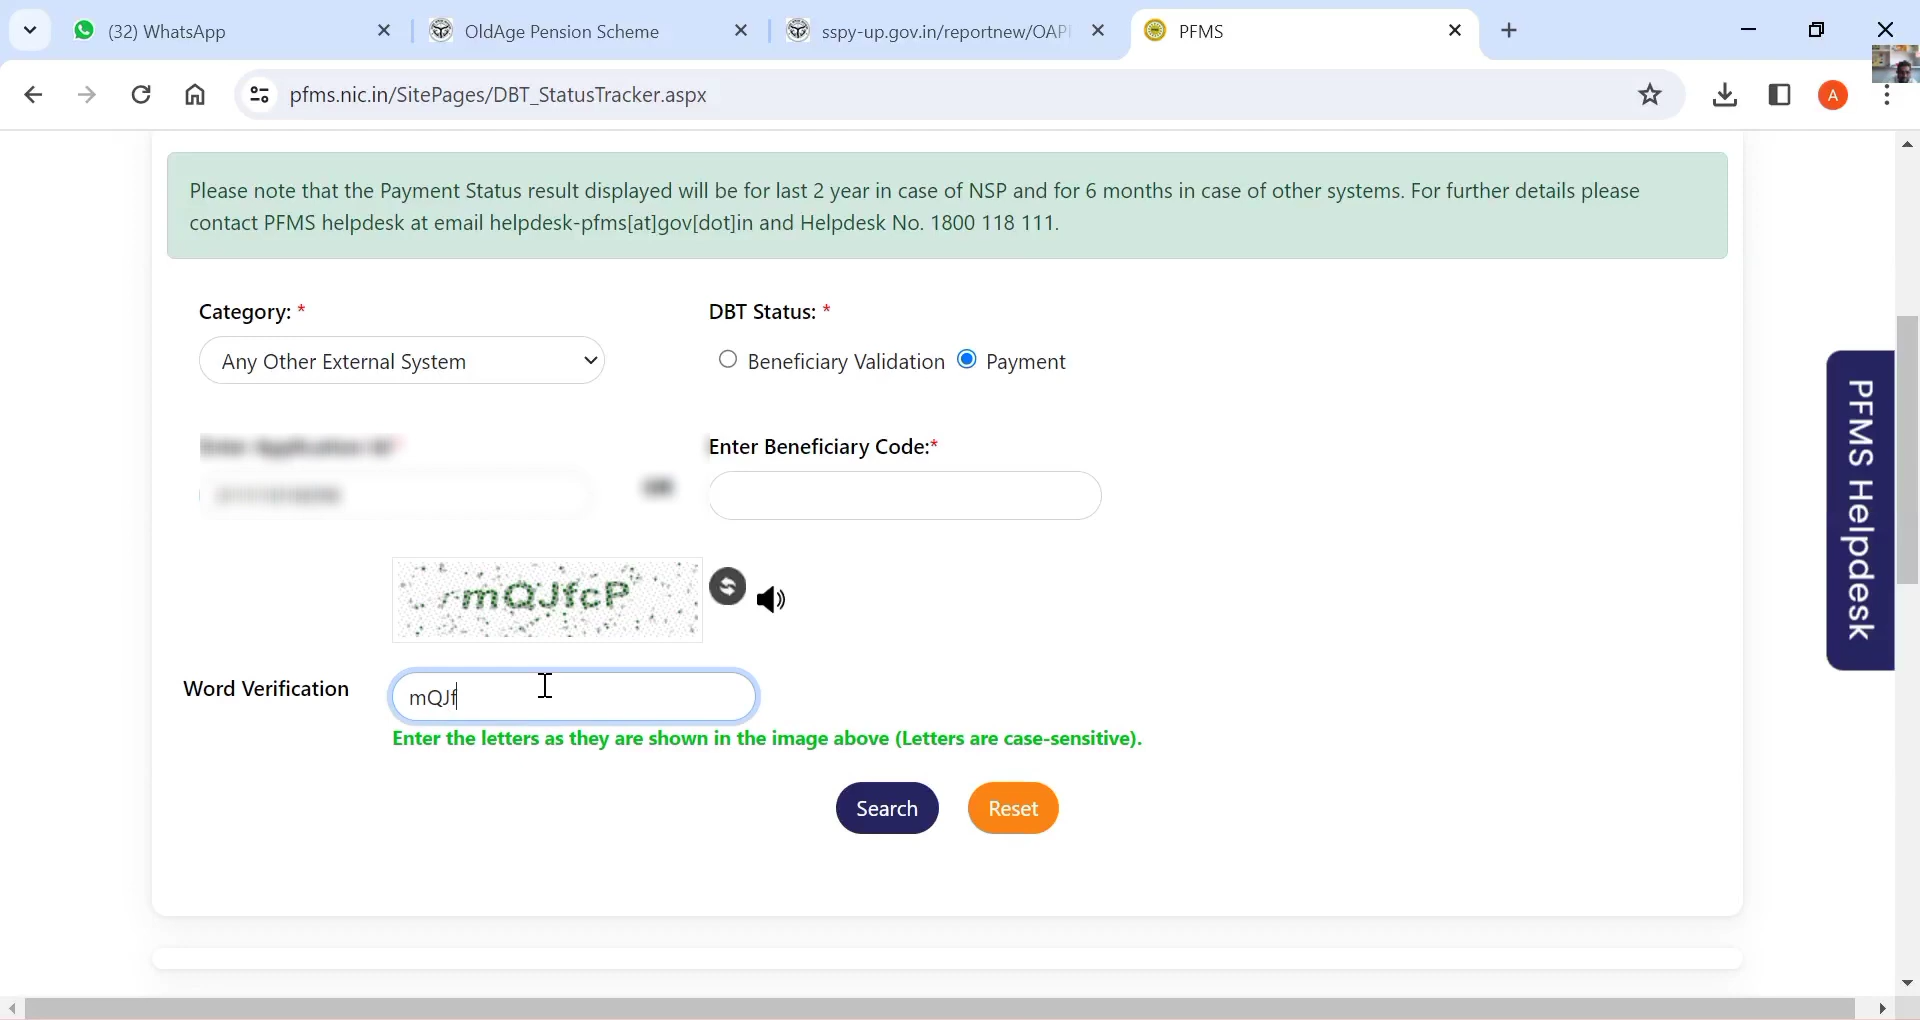 (32) WhatsApp
OldAge Pension Scheme
sspy-up.gov.in/reportnew/OAP
PFMS
pfms.nic.in/SitePages/DBT_StatusTracker.aspx
A
Please note that the Payment Status result displayed will be for last 2 year in case of NSP and for 6 months in case of other systems. For further details please
contact PFMS helpdesk at email helpdesk-pfms[at]gov[dot]in and Helpdesk No. 1800 118 111.
Category: *
DBT Status: *
Any Other External System
Beneficiary Validation
Payment
Enter Beneficiary Code:*
mQJfcP
Word Verification
mQJf
Enter the letters as they are shown in the image above (Letters are case-sensitive).
Search
Reset
PFMS Helpdesk